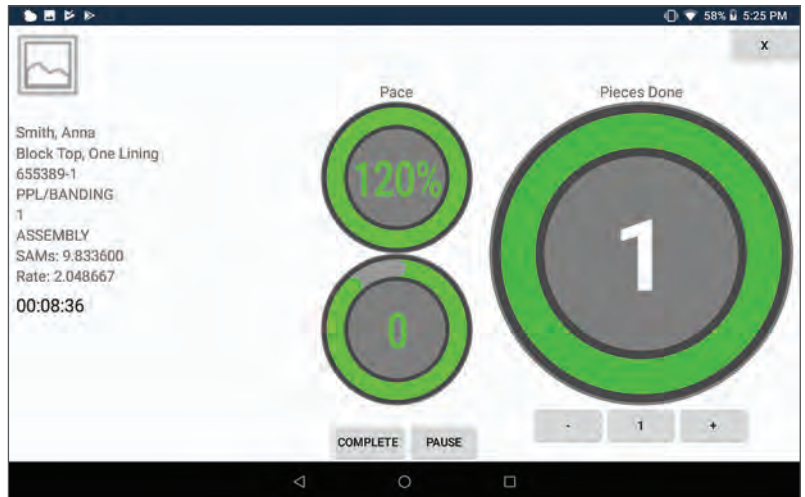 58% 5:25 PM
X
Smith, Anna
Block Top, One Lining
655389-1
PPL/BANDING
1
ASSEMBLY
SAMs: 9.833600
Rate: 2.048667
00:08:36
Pace
120%
0
COMPLETE PAUSE
Pieces Done
1
- 1 +